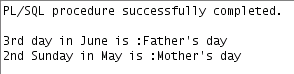 PL/SQL procedure successfully completed.
3rd day in June is :Father's day
2nd Sunday in May is :Mother's day